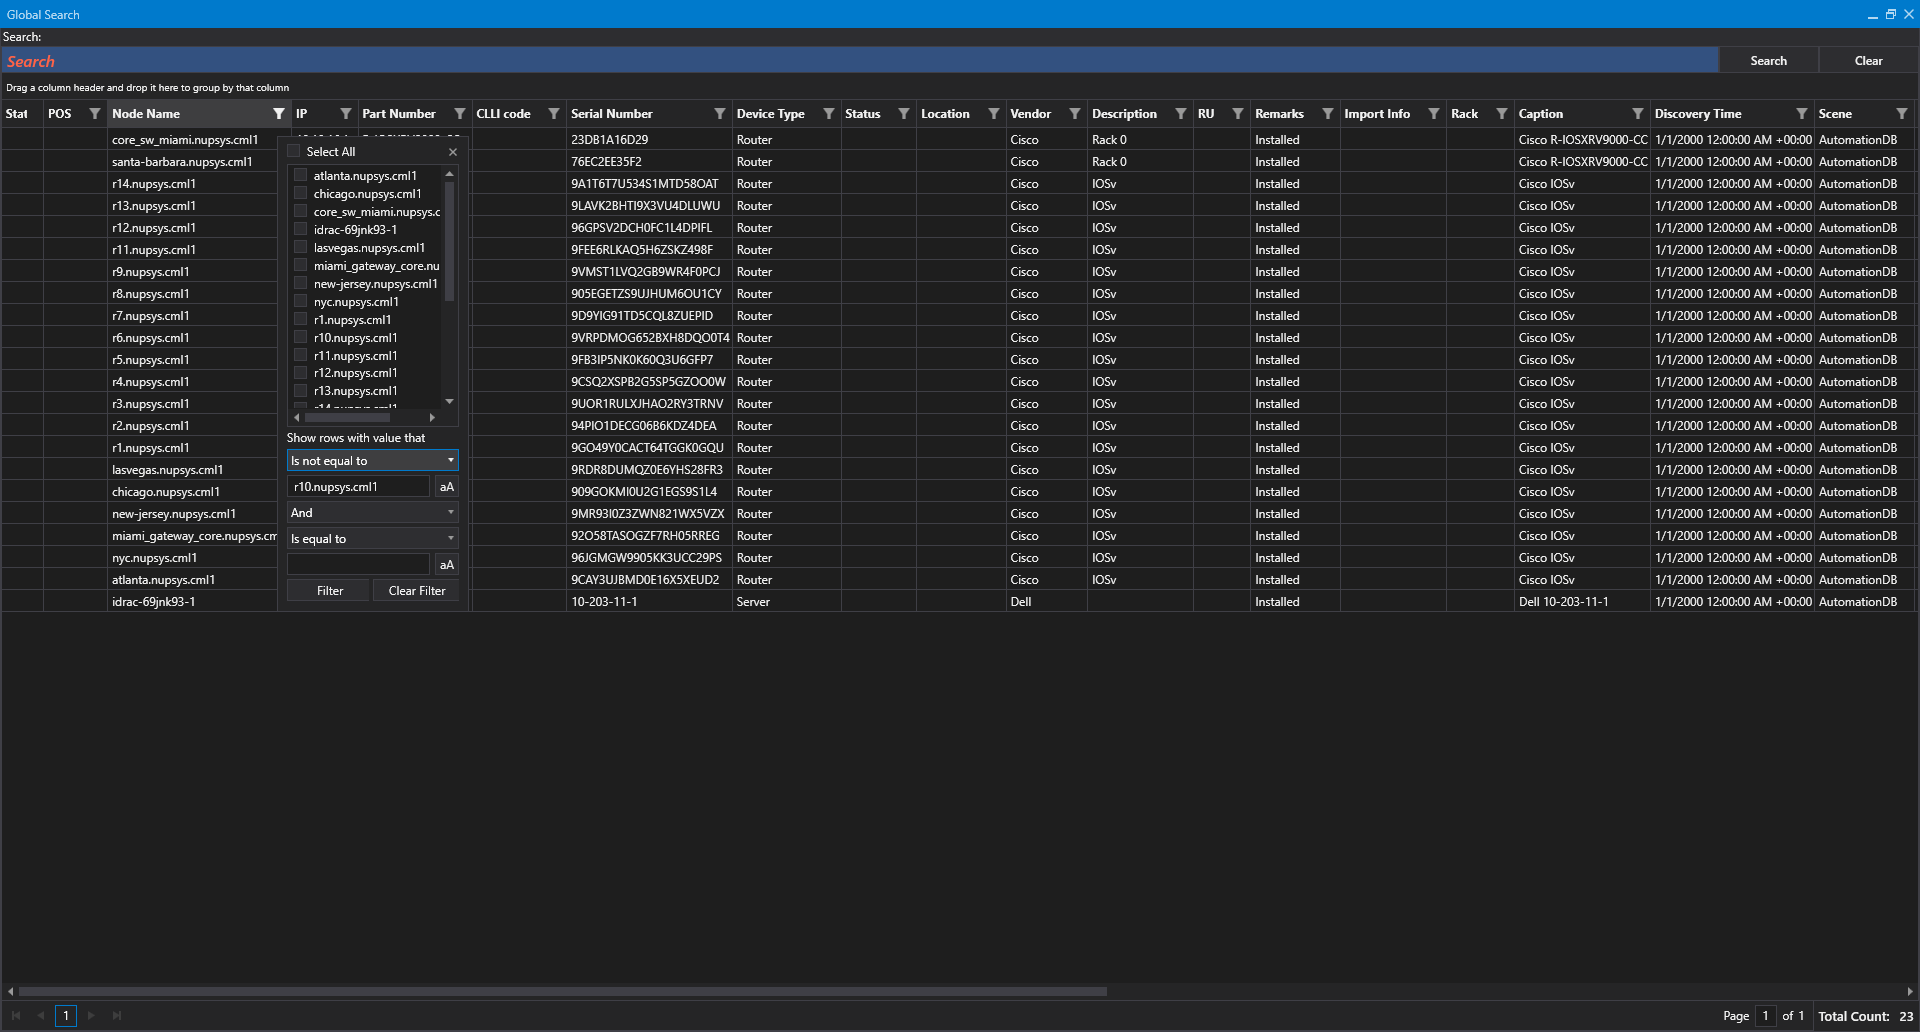 Global Search
Search:
Search
Search Clear
Drag a column header and drop it here to group by that column
Stat POS Node Name IP Part Number CLLI code Serial Number Device Type Status Location Vendor Description RU Remarks Import Info Rack Caption Discovery Time Scene
core_sw_miami.nupsys.cml1 23DB1A16D29 Router Cisco Rack 0 Installed Cisco R-IOSXRV9000-CC 1/1/2000 12:00:00 AM +00:00 AutomationDB
santa-barbara.nupsys.cml1 76EC2EE35F2 Router Cisco Rack 0 Installed Cisco R-IOSXRV9000-CC 1/1/2000 12:00:00 AM +00:00 AutomationDB
r14.nupsys.cml1 9A1T6T7U534S1MTD58OAT Router Cisco IOSv Installed Cisco IOSv 1/1/2000 12:00:00 AM +00:00 AutomationDB
r13.nupsys.cml1 9LAVK2BHTI9X3VU4DLUWU Router Cisco IOSv Installed Cisco IOSv 1/1/2000 12:00:00 AM +00:00 AutomationDB
r12.nupsys.cml1 96GPSV2DCH0FC1L4DPIFL Router Cisco IOSv Installed Cisco IOSv 1/1/2000 12:00:00 AM +00:00 AutomationDB
r11.nupsys.cml1 9FEE6RLKAQ5H6ZSKZ498F Router Cisco IOSv Installed Cisco IOSv 1/1/2000 12:00:00 AM +00:00 AutomationDB
r9.nupsys.cml1 9VMST1LVQ2GB9WR4F0PCJ Router Cisco IOSv Installed Cisco IOSv 1/1/2000 12:00:00 AM +00:00 AutomationDB
r8.nupsys.cml1 905EGETZS9UJHUM6OU1CY Router Cisco IOSv Installed Cisco IOSv 1/1/2000 12:00:00 AM +00:00 AutomationDB
r7.nupsys.cml1 9D9YIG91TD5CQL8ZUEPID Router Cisco IOSv Installed Cisco IOSv 1/1/2000 12:00:00 AM +00:00 AutomationDB
r6.nupsys.cml1 9VRPDMOG652BXH8DQO0T4 Router Cisco IOSv Installed Cisco IOSv 1/1/2000 12:00:00 AM +00:00 AutomationDB
r5.nupsys.cml1 9FB3IP5NK0K60Q3U6GFP7 Router Cisco IOSv Installed Cisco IOSv 1/1/2000 12:00:00 AM +00:00 AutomationDB
r4.nupsys.cml1 9CSQ2XSPB2G5SP5GZOO0W Router Cisco IOSv Installed Cisco IOSv 1/1/2000 12:00:00 AM +00:00 AutomationDB
r3.nupsys.cml1 9UOR1RULXJHAO2RY3TRNV Router Cisco IOSv Installed Cisco IOSv 1/1/2000 12:00:00 AM +00:00 AutomationDB
r2.nupsys.cml1 94PIO1DECG06B6KDZ4DEA Router Cisco IOSv Installed Cisco IOSv 1/1/2000 12:00:00 AM +00:00 AutomationDB
r1.nupsys.cml1 9GO49Y0CACT64TGGK0GQU Router Cisco IOSv Installed Cisco IOSv 1/1/2000 12:00:00 AM +00:00 AutomationDB
lasvegas.nupsys.cml1 9RDR8DUMQZ0E6YHS28FR3 Router Cisco IOSv Installed Cisco IOSv 1/1/2000 12:00:00 AM +00:00 AutomationDB
chicago.nupsys.cml1 909GOKMI0U2G1EGS9S1L4 Router Cisco IOSv Installed Cisco IOSv 1/1/2000 12:00:00 AM +00:00 AutomationDB
new-jersey.nupsys.cml1 9MR93I0Z3ZWN821WX5VZX Router Cisco IOSv Installed Cisco IOSv 1/1/2000 12:00:00 AM +00:00 AutomationDB
miami_gateway_core.nupsys.cm 92O58TASOGZF7RH05RREG Router Cisco IOSv Installed Cisco IOSv 1/1/2000 12:00:00 AM +00:00 AutomationDB
nyc.nupsys.cml1 96JGMGW9905KK3UCC29PS Router Cisco IOSv Installed Cisco IOSv 1/1/2000 12:00:00 AM +00:00 AutomationDB
atlanta.nupsys.cml1 9CAY3UJBMD0E16X5XEUD2 Router Cisco IOSv Installed Cisco IOSv 1/1/2000 12:00:00 AM +00:00 AutomationDB
idrac-69jnk93-1 10-203-11-1 Server Dell Installed Dell 10-203-11-1 1/1/2000 12:00:00 AM +00:00 AutomationDB
Select All
atlanta.nupsys.cml1
chicago.nupsys.cml1
core_sw_miami.nupsys.c
idrac-69jnk93-1
lasvegas.nupsys.cml1
miami_gateway_core.nu
new-jersey.nupsys.cml1
nyc.nupsys.cml1
r1.nupsys.cml1
r10.nupsys.cml1
r11.nupsys.cml1
r12.nupsys.cml1
r13.nupsys.cml1
Show rows with value that
Is not equal to
r10.nupsys.cml1 aA
And
Is equal to
aA
Filter Clear Filter
1 Page 1 of 1 Total Count: 23